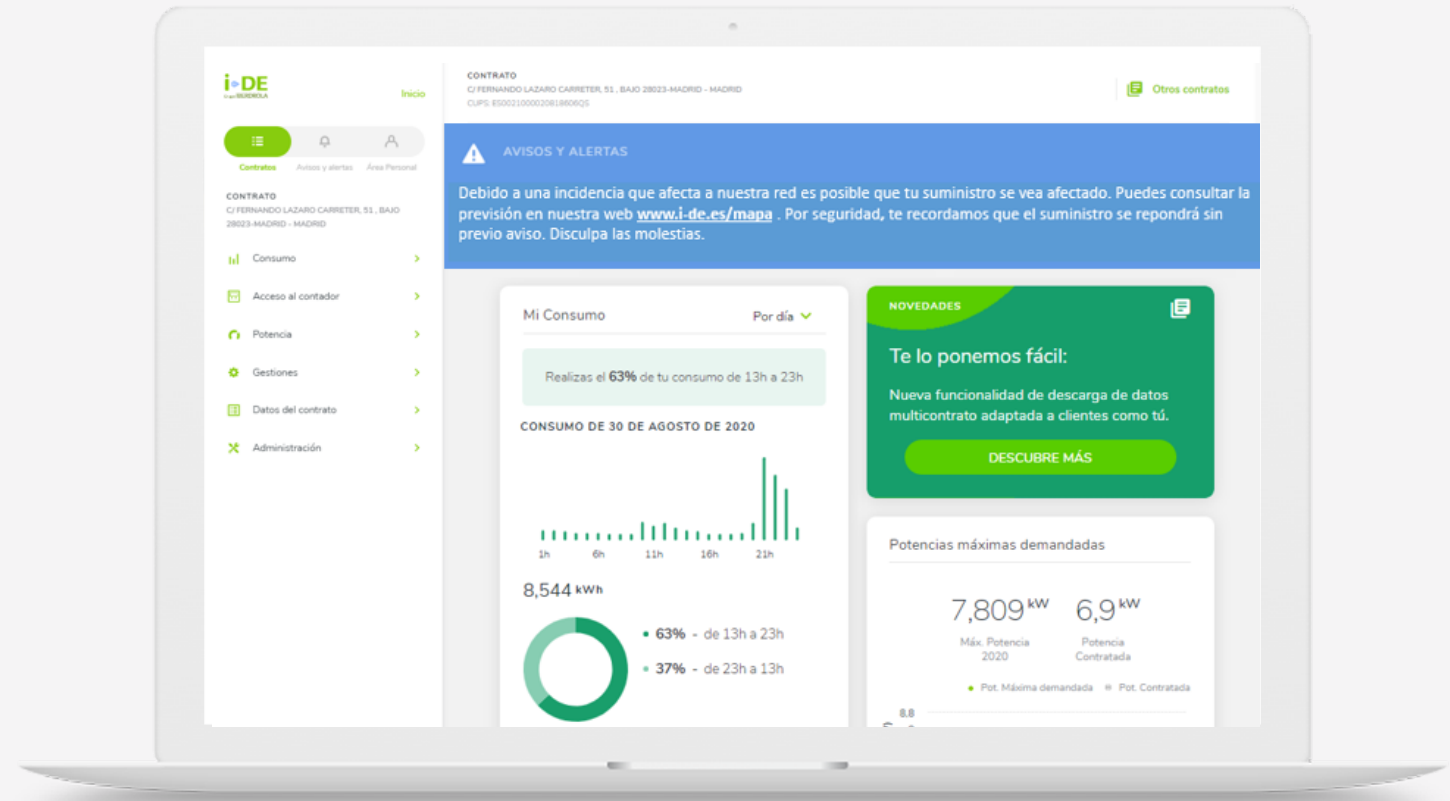 i-DE
Grupo IBERDROLA
Inicio
Contratos
Avisos y alertas
Área Personal
CONTRATO
C/ FERNANDO LAZARO CARRETER, 51 , BAJO
28023-MADRID - MADRID
Consumo
Acceso al contador
Potencia
Gestiones
Datos del contrato
Administración
CONTRATO
C/ FERNANDO LAZARO CARRETER, 51 , BAJO 28023-MADRID - MADRID
CUPS: ES0021000020818606QS
Otros contratos
AVISOS Y ALERTAS
Debido a una incidencia que afecta a nuestra red es posible que tu suministro se vea afectado. Puedes consultar la
previsión en nuestra web www.i-de.es/mapa . Por seguridad, te recordamos que el suministro se repondrá sin
previo aviso. Disculpa las molestias.
Mi Consumo
Por día
Realizas el 63% de tu consumo de 13h a 23h
CONSUMO DE 30 DE AGOSTO DE 2020
1h 6h 11h 16h 21h
8,544 kWh
63% - de 13h a 23h
37% - de 23h a 13h
NOVEDADES
Te lo ponemos fácil:
Nueva funcionalidad de descarga de datos
multicontrato adaptada a clientes como tú.
DESCUBRE MÁS
Potencias máximas demandadas
7,809 kW 6,9 kW
Máx. Potencia
2020
Potencia
Contratada
Pot. Máxima demandada Pot. Contratada
8.8